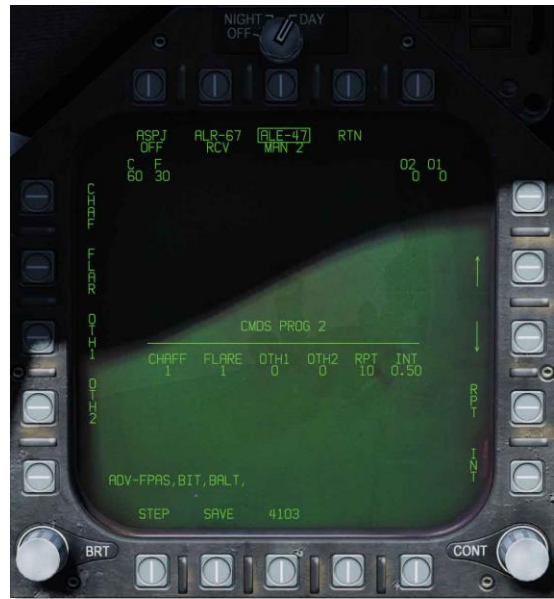 NIGHT DAY
OFF
ASPJ ALR-67 ALE-47 RTN
OFF RCV MAN 2
C F O2 O1
60 30 0 0
CHAF
FLAR
OTH1
OTH2
CMDS PROG 2
CHAFF FLARE OTH1 OTH2 RPT INT
1 1 0 0 10 0.50
RPT
INT
ADV-FPAS,BIT,BALT,
STEP SAVE 4103
BRT CONT